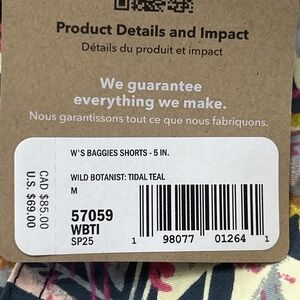 Product Details and Impact
Détails du produit et impact
We guarantee
everything we make.
Nous garantissons tout ce que nous fabriquons.
W'S BAGGIES SHORTS - 5 IN.
WILD BOTANIST: TIDAL TEAL
M
57059
WBTI
SP25
1 98077 01264 1
CAD $85.00
U.S. $69.00